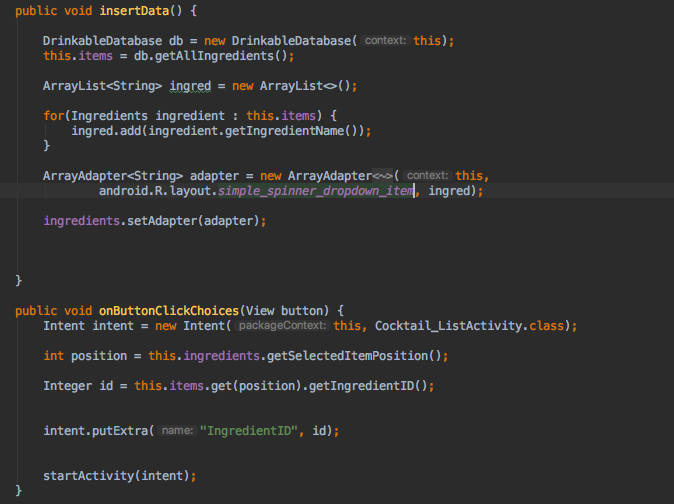 public void insertData() {
DrinkableDatabase db = new DrinkableDatabase( context: this);
this.items = db.getAllIngredients();
ArrayList<String> ingred = new ArrayList<>();
for(Ingredients ingredient : this.items) {
ingred.add(ingredient.getIngredientName());
}
ArrayAdapter<String> adapter = new ArrayAdapter<~>( context: this,
android.R.layout.simple_spinner_dropdown_item, ingred);
ingredients.setAdapter(adapter);
}
public void onButtonClickChoices(View button) {
Intent intent = new Intent( packageContext: this, Cocktail_ListActivity.class);
int position = this.ingredients.getSelectedItemPosition();
Integer id = this.items.get(position).getIngredientID();
intent.putExtra( name: "IngredientID", id);
startActivity(intent);
}